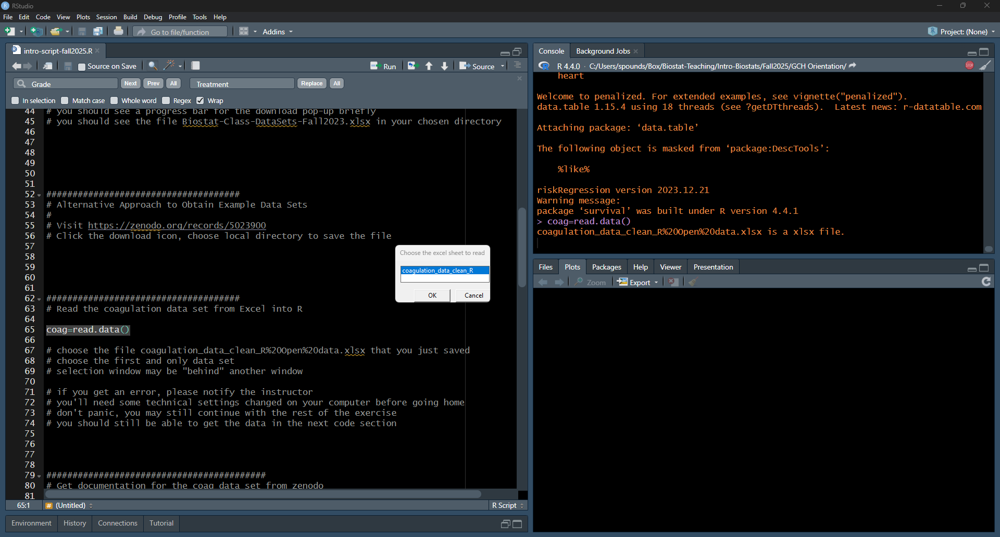 RStudio
File Edit Code View Plots Session Build Debug Profile Tools Help
Go to file/function
Addins
Project: (None)
intro-script-fall2025.R
Source on Save
Run
Source
Grade
Next
Prev
All
Treatment
Replace
All
In selection
Match case
Whole word
Regex
Wrap
44 # you should see a progress bar for the download pop-up briefly
45 # you should see the file Biostat-Class-DataSets-Fall2023.xlsx in your chosen directory
46
47
48
49
50
51
52 #####################################
53 # Alternative Approach to Obtain Example Data Sets
54 #
55 # Visit https://zenodo.org/records/5023900
56 # Click the download icon, choose local directory to save the file
57
58
59
60
61
62 #####################################
63 # Read the coagulation data set from Excel into R
64
65 coag=read.data()
66
67 # choose the file coagulation_data_clean_R%20Open%20data.xlsx that you just saved
68 # choose the first and only data set
69 # selection window may be "behind" another window
70
71 # if you get an error, please notify the instructor
72 # you'll need some technical settings changed on your computer before going home
73 # don't panic, you may still continue with the rest of the exercise
74 # you should still be able to get the data in the next code section
75
76
77
78
79 ##########################################
80 # Get documentation for the coag data set from zenodo
81
65:1
(Untitled)
R Script
Environment History Connections Tutorial
Choose the excel sheet to read
coagulation_data_clean_R
OK
Cancel
Console
Background Jobs
R 4.4.0 · C:/Users/spounds/Box/Biostat-Teaching/Intro-Biostats/Fall2025/GCH Orientation/
STOP
heart
Welcome to penalized. For extended examples, see vignette("penalized").
data.table 1.15.4 using 18 threads (see ?getDTthreads).  Latest news: r-datatable.com
Attaching package: ‘data.table’
The following object is masked from ‘package:DescTools’:
%like%
riskRegression version 2023.12.21
Warning message:
package ‘survival’ was built under R version 4.4.1
> coag=read.data()
coagulation_data_clean_R%20Open%20data.xlsx is a xlsx file.
Files Plots Packages Help Viewer Presentation
Zoom
Export